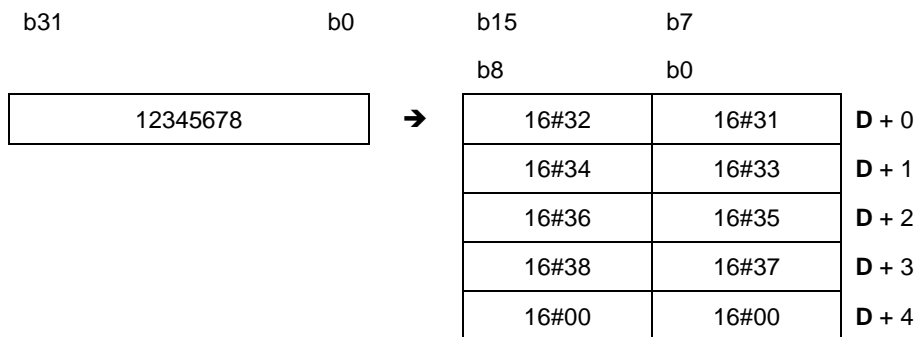 b31 b0 b15 b7
b8 b0
12345678 ➔ 16#32 16#31 D + 0
16#34 16#33 D + 1
16#36 16#35 D + 2
16#38 16#37 D + 3
16#00 16#00 D + 4